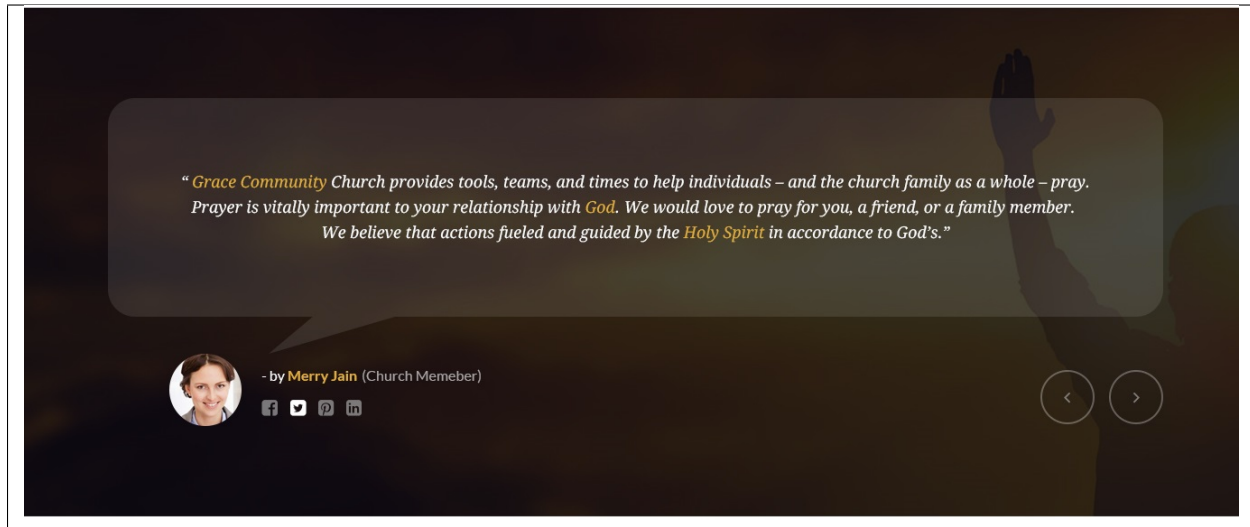 “ Grace Community Church provides tools, teams, and times to help individuals – and the church family as a whole – pray.
Prayer is vitally important to your relationship with God. We would love to pray for you, a friend, or a family member.
We believe that actions fueled and guided by the Holy Spirit in accordance to God’s.”
- by Merry Jain (Church Memeber)